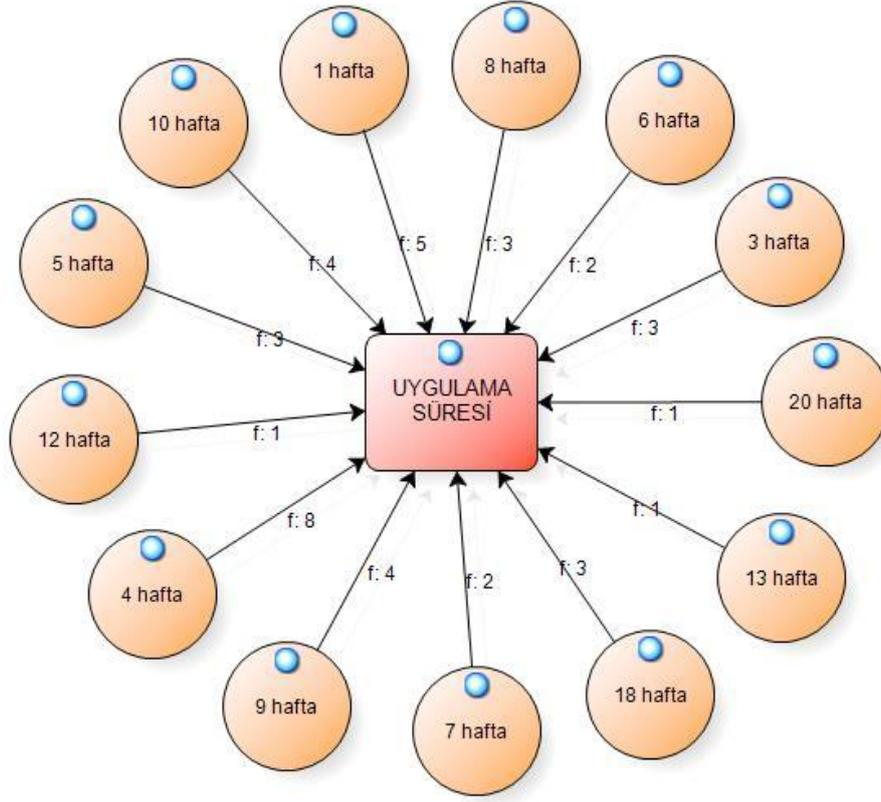 1 hafta
8 hafta
10 hafta
6 hafta
3 hafta
5 hafta
f: 5
f: 3
f: 4
f: 2
f: 3
f: 3
UYGULAMA
SÜRESİ
20 hafta
f: 1
12 hafta
f: 1
f: 8
f: 1
4 hafta
f: 4
f: 2
f: 3
13 hafta
9 hafta
7 hafta
18 hafta